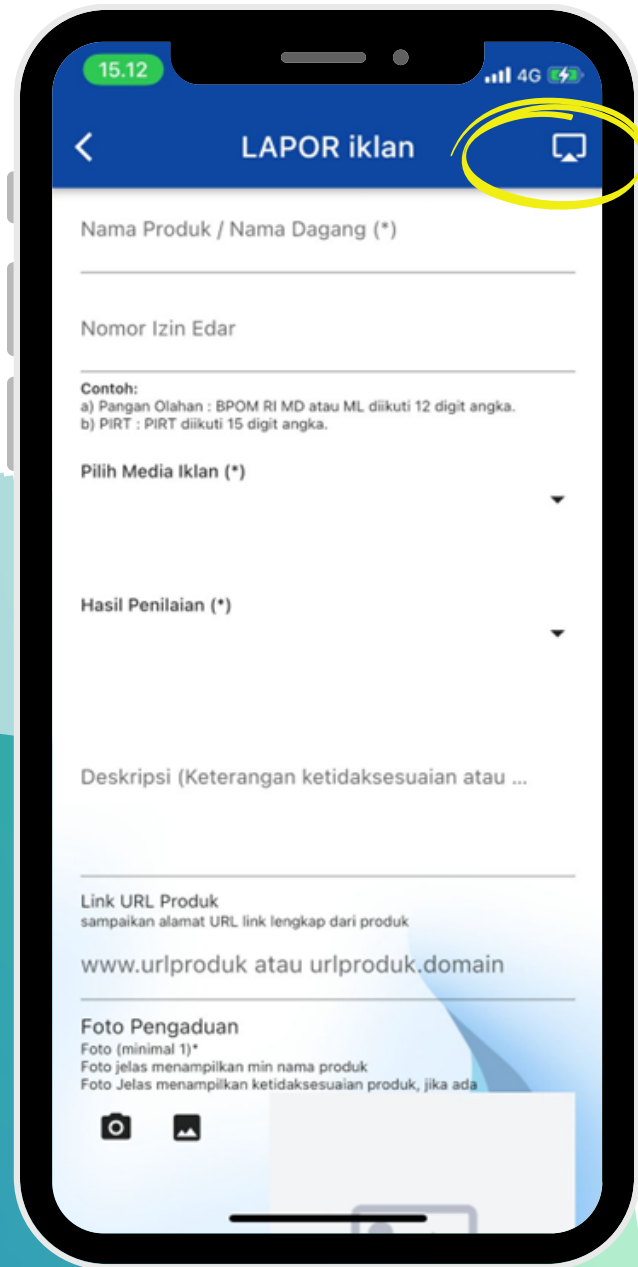 15.12
4G
LAPOR iklan
Nama Produk / Nama Dagang (*)
Nomor Izin Edar
Contoh:
a) Pangan Olahan : BPOM RI MD atau ML diikuti 12 digit angka.
b) PIRT : PIRT diikuti 15 digit angka.
Pilih Media Iklan (*)
Hasil Penilaian (*)
Deskripsi (Keterangan ketidaksesuaian atau ...
Link URL Produk
sampaikan alamat URL link lengkap dari produk
www.urlproduk atau urlproduk.domain
Foto Pengaduan
Foto (minimal 1)*
Foto jelas menampilkan min nama produk
Foto Jelas menampilkan ketidaksesuaian produk, jika ada